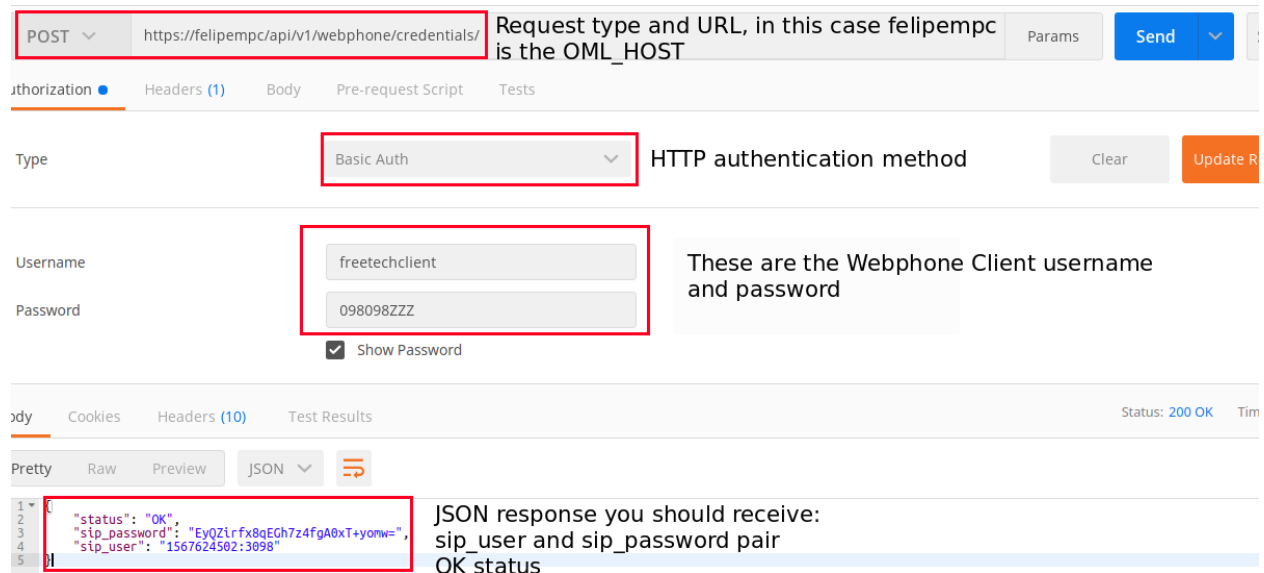 POST https://felipempc/api/v1/webphone/credentials/ Request type and URL, in this case felipempc
is the OML_HOST
Params Send
uthorization Headers (1) Body Pre-request Script Tests
Type Basic Auth HTTP authentication method Clear Update R
Username freetechclient These are the Webphone Client username
and password
Password 098098ZZZ
Show Password
ody Cookies Headers (10) Test Results Status: 200 OK Tim
Pretty Raw Preview JSON
1 {
2 "status": "OK",
3 "sip_password": "EyQZirfx8qEGh7z4fgA0xT+yomw=",
4 "sip_user": "1567624502:3098"
5 }
JSON response you should receive:
sip_user and sip_password pair
OK status